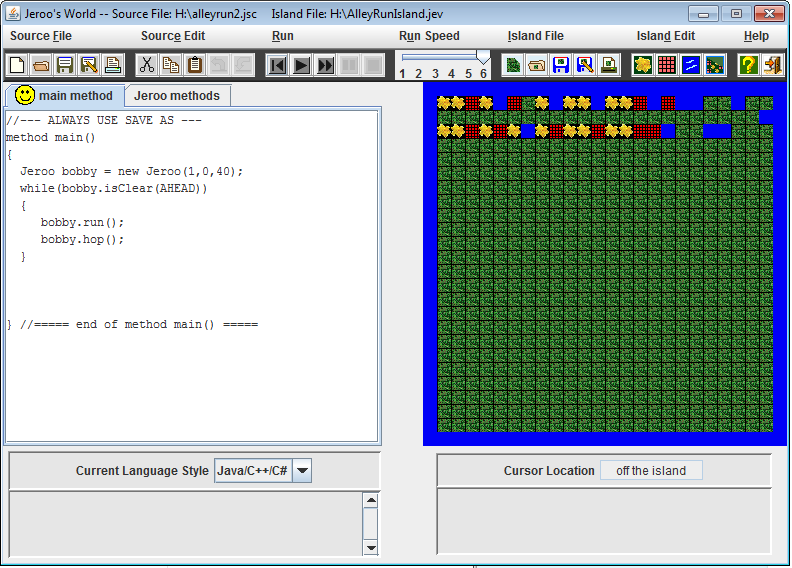 Jeroo's World -- Source File: H:\alleyrun2.jsc     Island File: H:\AlleyRunIsland.jev
Source File Source Edit Run Run Speed Island File Island Edit Help
1 2 3 4 5 6
main method Jeroo methods
//--- ALWAYS USE SAVE AS ---
method main()
{
  Jeroo bobby = new Jeroo(1,0,40);
  while(bobby.isClear(AHEAD))
  {
     bobby.run();
     bobby.hop();
  }
} //===== end of method main() =====
Current Language Style Java/C++/C#
Cursor Location off the island